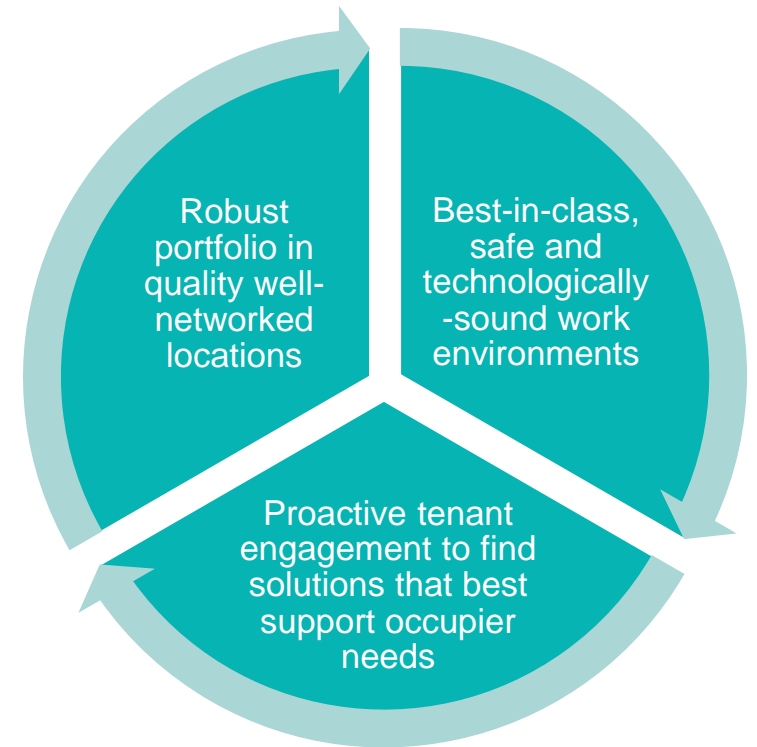 Robust
portfolio in
quality well-
networked
locations
Best-in-class,
safe and
technologically
-sound work
environments
Proactive tenant
engagement to find
solutions that best
support occupier
needs